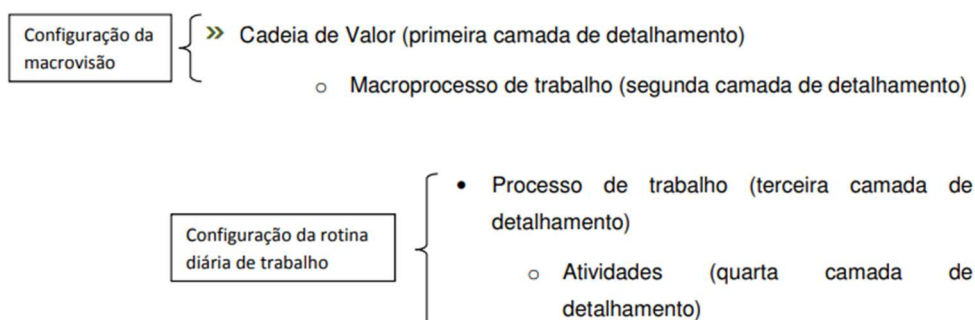 Configuração da
macrovisão
» Cadeia de Valor (primeira camada de detalhamento)
o Macroprocesso de trabalho (segunda camada de detalhamento)
• Processo de trabalho (terceira camada de
detalhamento)
Configuração da rotina
diária de trabalho
o Atividades (quarta camada de
detalhamento)